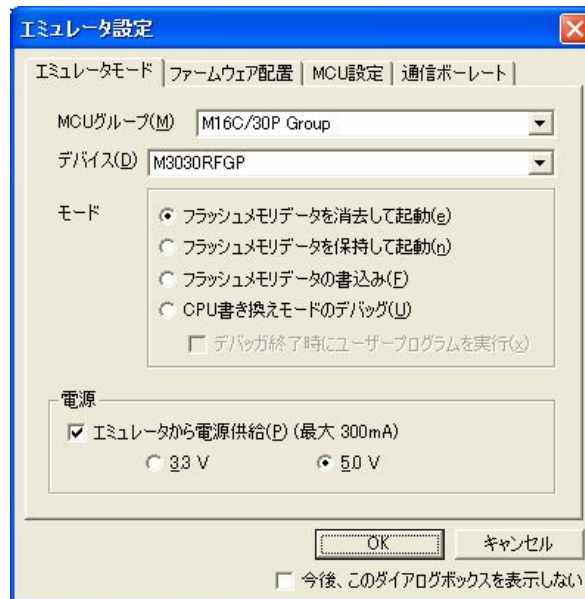 エミュレータ設定
エミュレータモード ファームウェア配置 MCU設定 通信ボーレート
MCUグループ(M) M16C/30P Group
デバイス(D) M3030RFGP
モード
フラッシュメモリデータを消去して起動(e)
フラッシュメモリデータを保持して起動(n)
フラッシュメモリデータの書込み(F)
CPU書き換えモードのデバッグ(U)
デバッガ終了時にユーザープログラムを実行(x)
電源
エミュレータから電源供給(P) (最大 300mA)
3.3 V 5.0 V
OK キャンセル
今後、このダイアログボックスを表示しない